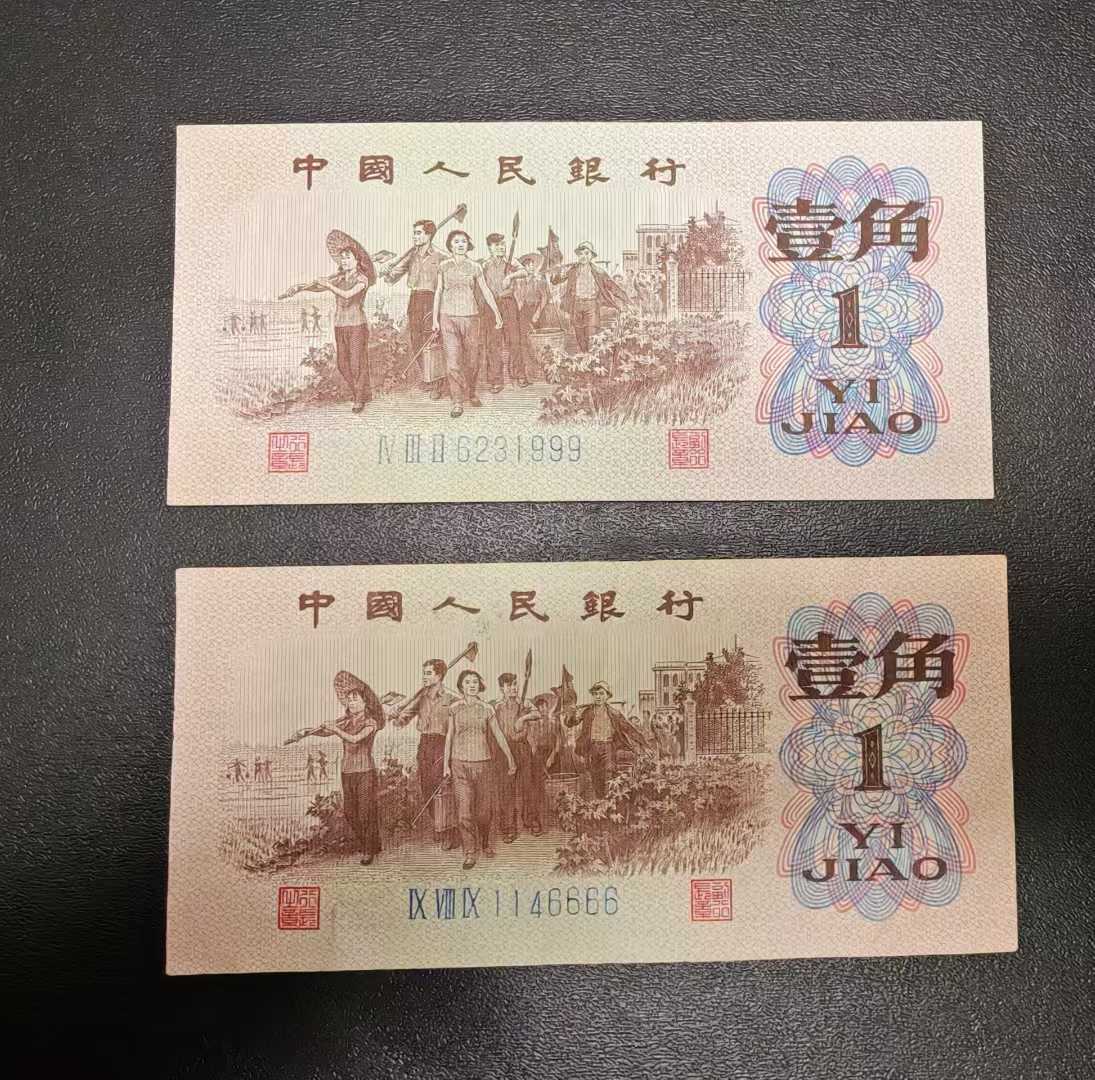 中國人民銀行
壹角
1
YI
JIAO
Ⅳ Ⅲ Ⅱ 6231999
中國人民銀行
壹角
1
YI
JIAO
Ⅸ Ⅷ Ⅸ 1146666